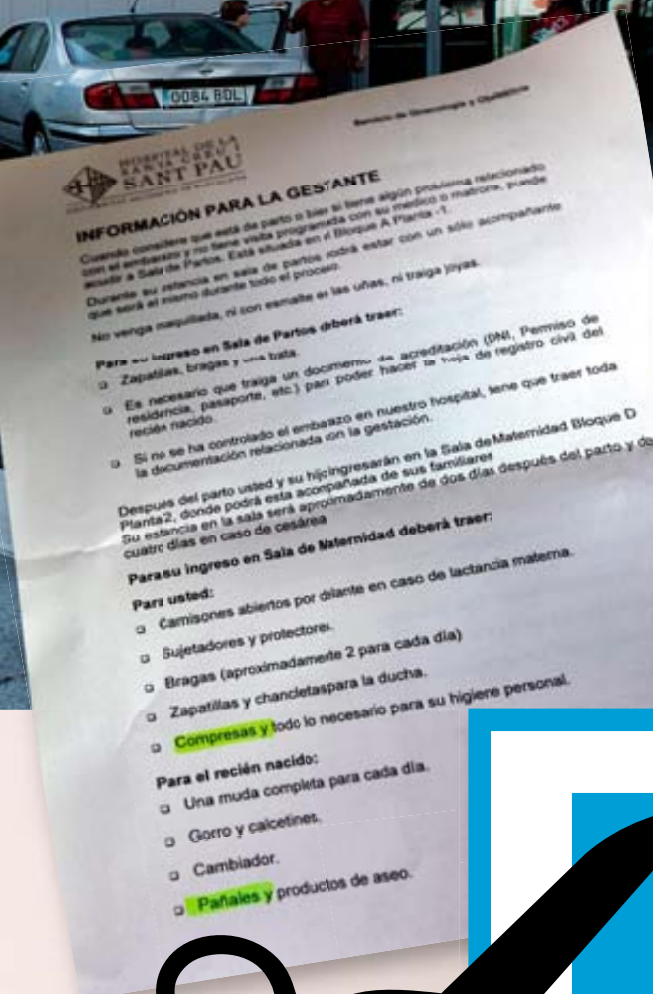 0084 BDL
Servicio de Ginecología y Obstetricia
HOSPITAL DE LA
SANTA CREU I
SANT PAU
INFORMACIÓN PARA LA GESTANTE
Cuando considere que está de parto o bien si tiene algún problema relacionado
con el embarazo y no tiene visita programada con su medico o matrona, puede
acudir a Sala de Partos. Está situada en el Bloque A Planta -1.
Durante su estancia en sala de partos podrá estar con un sólo acompañante
que será el mismo durante todo el proceso.
No venga maquillada, ni con esmalte en las uñas, ni traiga joyas.
Para su ingreso en Sala de Partos deberá traer:
Zapatillas, bragas y una bata.
Es necesario que traiga un documento de acreditación (DNI, Permiso de
residencia, pasaporte, etc.) para poder hacer la hoja de registro civil del
recién nacido.
Si no se ha controlado el embarazo en nuestro hospital, tiene que traer toda
la documentación relacionada con la gestación.
Después del parto usted y su hijo ingresarán en la Sala de Maternidad Bloque D
Planta 2, donde podrá estar acompañada de sus familiares
Su estancia en la sala será aproximadamente de dos días después del parto y de
cuatro días en caso de cesárea
Para su ingreso en Sala de Maternidad deberá traer:
Para usted:
Camisones abiertos por delante en caso de lactancia materna.
Sujetadores y protectores.
Bragas (aproximadamente 2 para cada día)
Zapatillas y chancletas para la ducha.
Compresas y todo lo necesario para su higiene personal.
Para el recién nacido:
Una muda completa para cada día.
Gorro y calcetines.
Cambiador.
Pañales y productos de aseo.